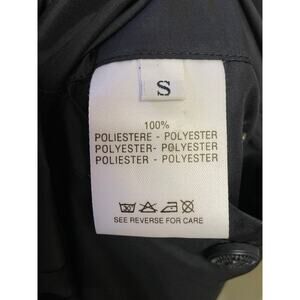 S
100%
POLIESTERE - POLYESTER
POLYESTER- POLYESTER
POLIESTER - POLYESTER
SEE REVERSE FOR CARE